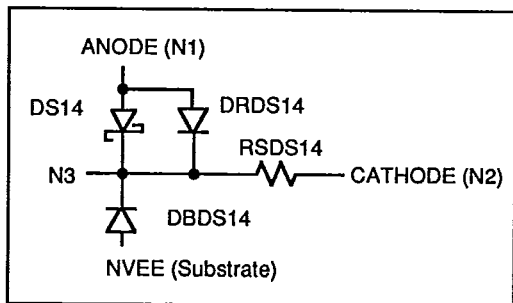 ANODE (N1)
DS14
DRDS14
RSDS14
N3
CATHODE (N2)
DBDS14
NVEE (Substrate)